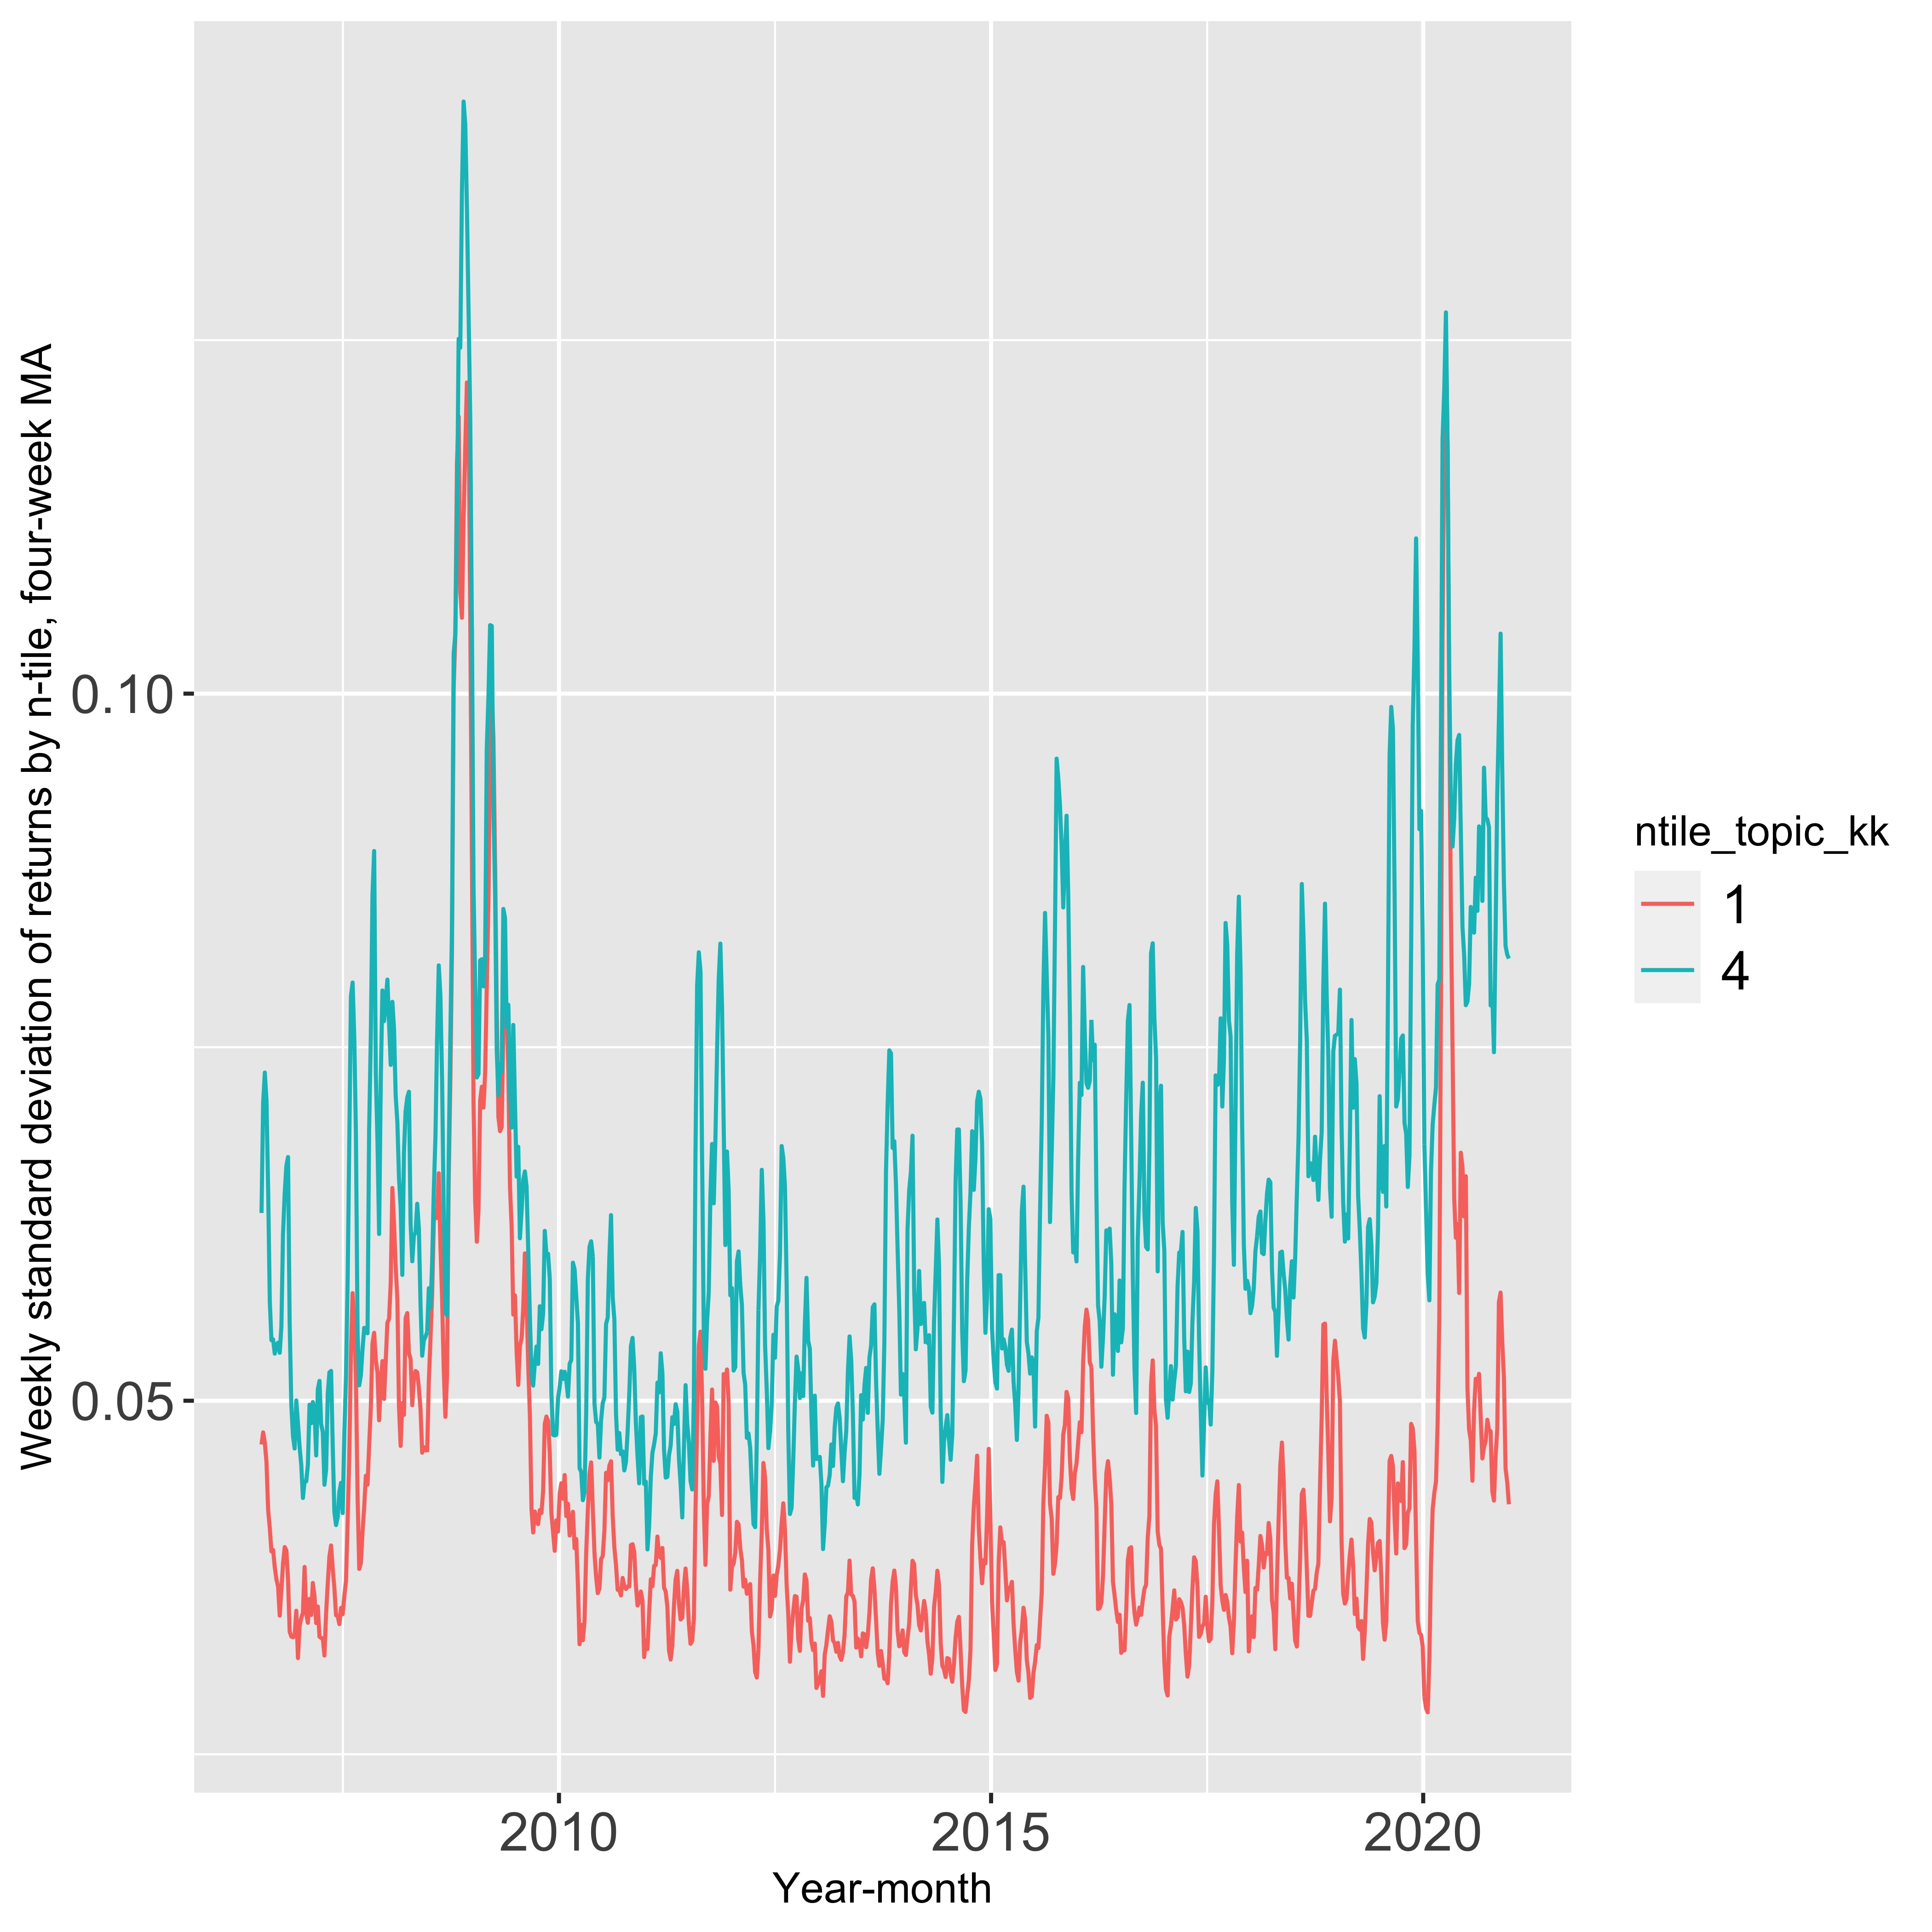 Weekly standard deviation of returns by n-tile, four-week MA
0.10
0.05
2010
2015
2020
Year-month
ntile_topic_kk
1
4